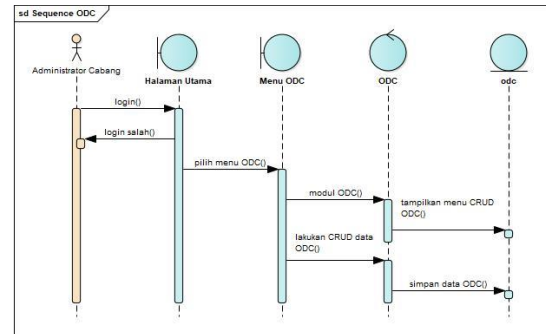 sd Sequence ODC
Administrator Cabang
Halaman Utama
Menu ODC
ODC
odc
login()
login salah()
pilih menu ODC()
modul ODC()
tampilkan menu CRUD
ODC()
lakukan CRUD data
ODC()
simpan data ODC()